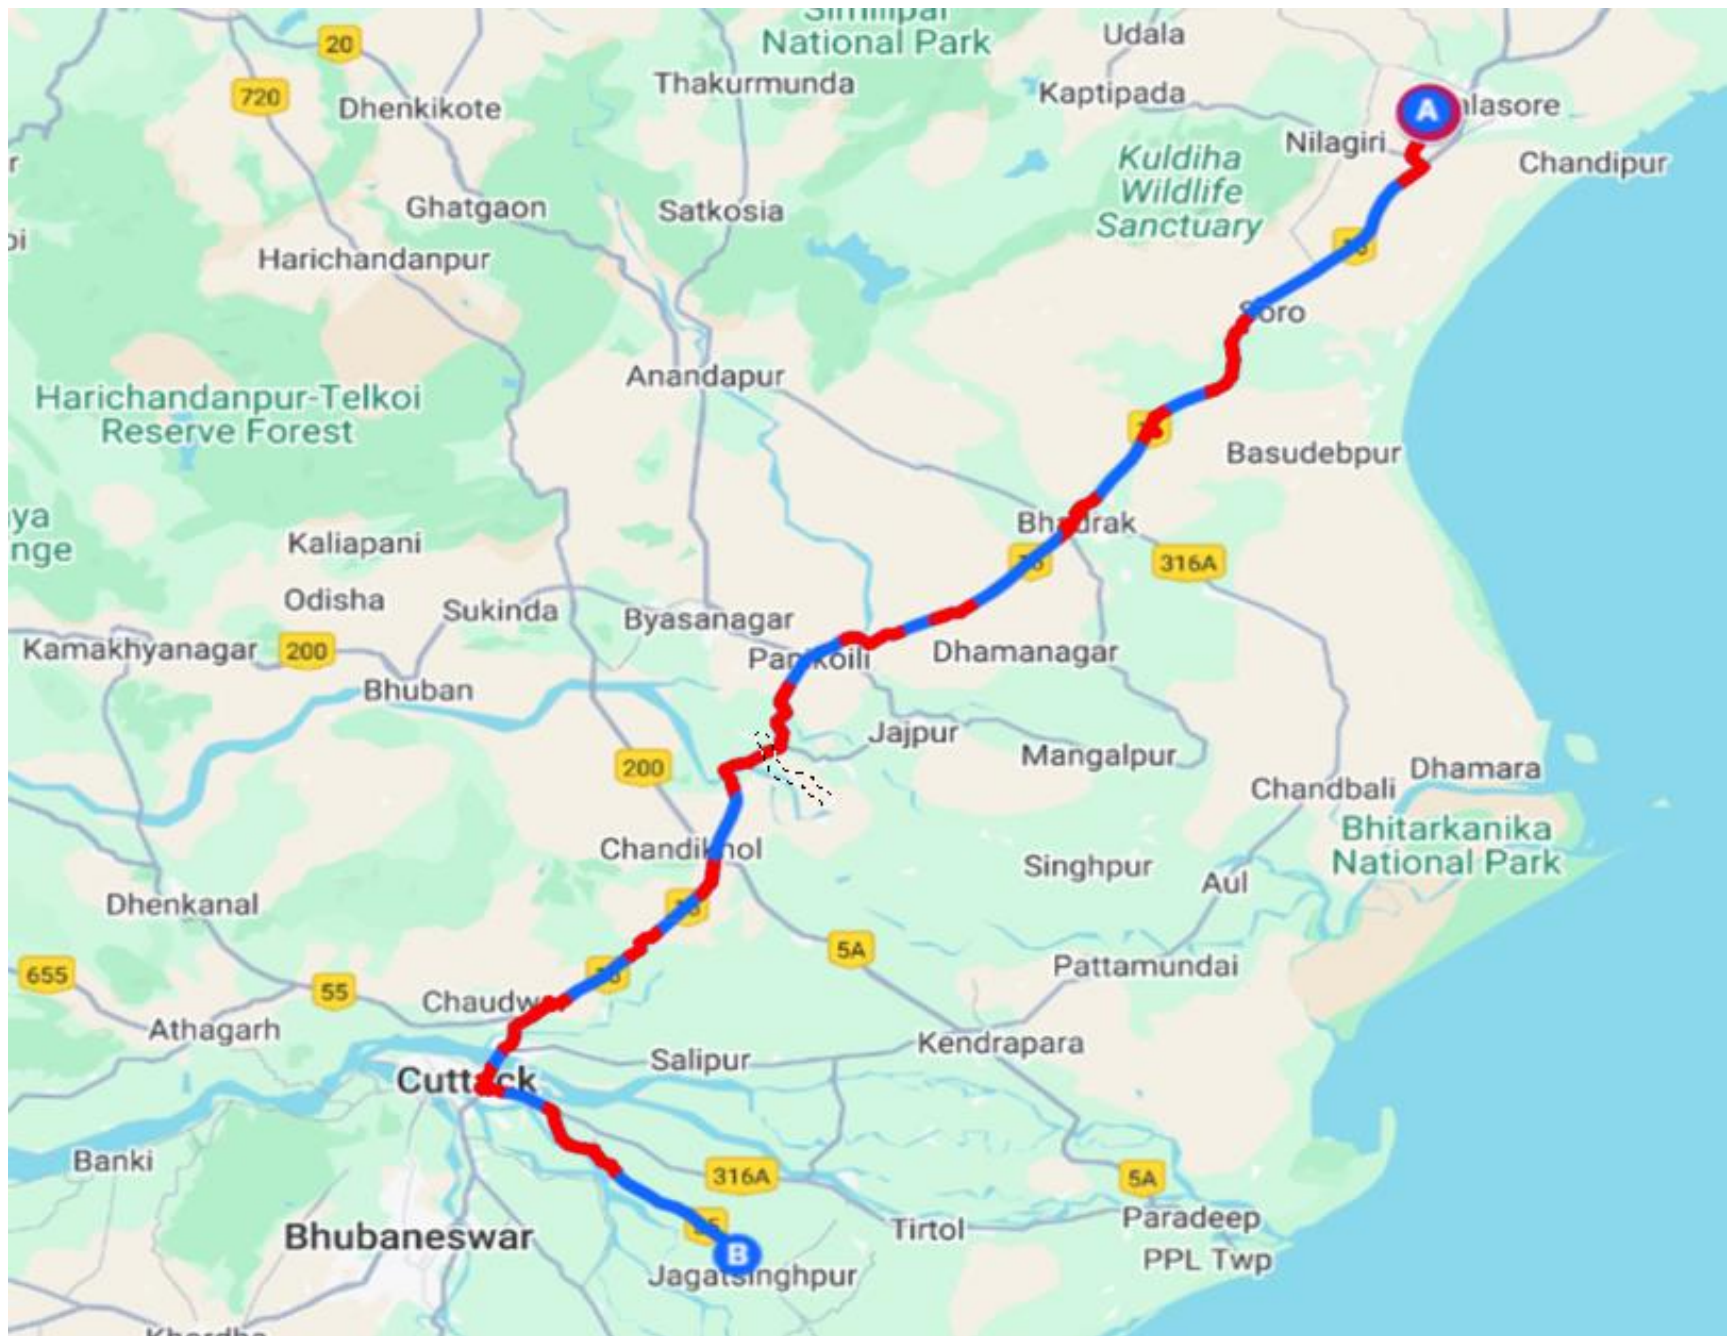 National Park
Udala
20
Thakurmunda
Kaptipada
720
Dhenkikote
A
Nilagiri
Kuldiha
Wildlife
Sanctuary
Chandipur
Ghatgaon
Satkosia
Harichandanpur
Anandapur
Harichandanpur-Telkoi
Reserve Forest
Basudebpur
Kaliapani
316A
Odisha
Sukinda
Byasanagar
Kamakhyanagar
200
Dhamanagar
Bhuban
Jajpur
Mangalpur
200
Dhamara
Chandbali
Bhitarkanika
National Park
Singhpur
Aul
Dhenkanal
5A
655
55
Pattamundai
Athagarh
Kendrapara
Salipur
Banki
316A
5A
Bhubaneswar
Tirtol
Paradeep
PPL Twp
B
Jagatsinghpur